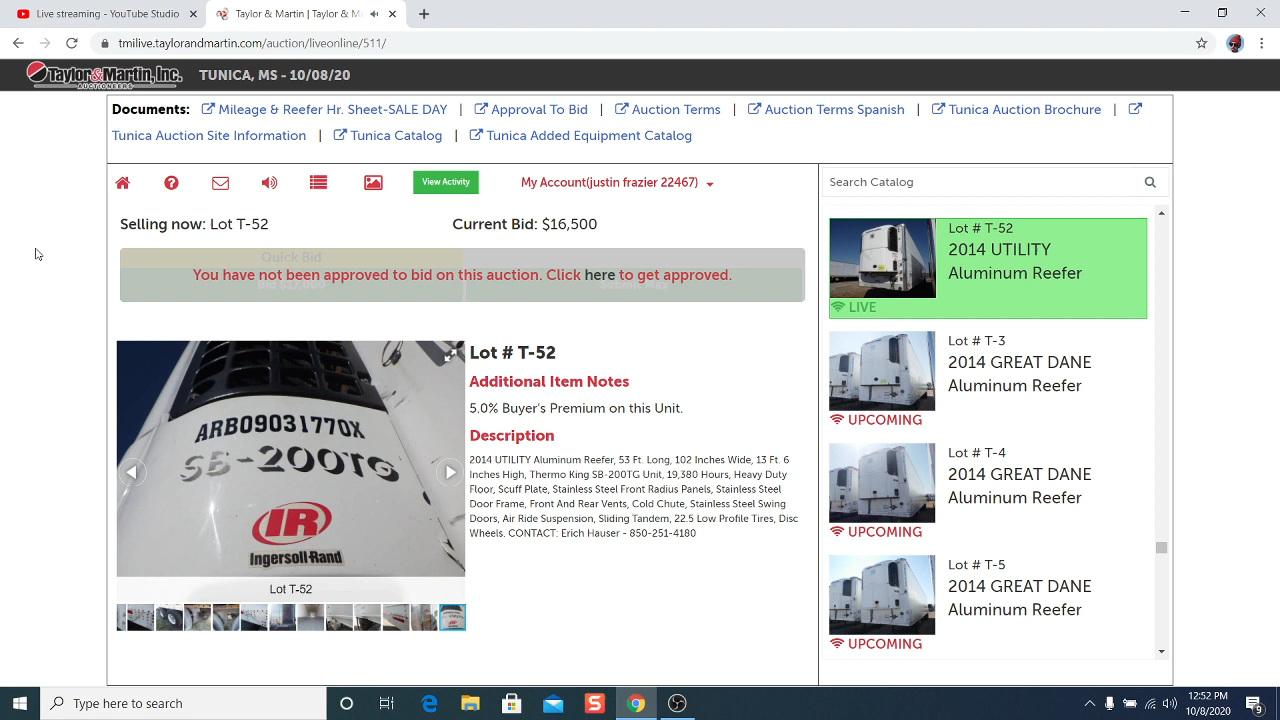 Live streaming - YouTube Studio
Taylor & Martin | Taylor & M
tmilive.taylorandmartin.com/auction/liveonline/511/
Taylor & Martin, Inc.
AUCTIONEERS
TUNICA, MS - 10/08/20
Documents: Mileage & Reefer Hr. Sheet-SALE DAY | Approval To Bid | Auction Terms | Auction Terms Spanish | Tunica Auction Brochure |
Tunica Auction Site Information | Tunica Catalog | Tunica Added Equipment Catalog
View Activity
My Account(justin frazier 22467)
Search Catalog
Selling now: Lot T-52
Current Bid: $16,500
Quick Bid
You have not been approved to bid on this auction. Click here to get approved.
Bid $17,000
Submit Max
ARB09031770X
SB-200TG
IR
Ingersoll-Rand
Lot T-52
Lot # T-52
Additional Item Notes
5.0% Buyer's Premium on this Unit.
Description
2014 UTILITY Aluminum Reefer, 53 Ft. Long, 102 Inches Wide, 13 Ft. 6
Inches High, Thermo King SB-200TG Unit, 19,380 Hours, Heavy Duty
Floor, Scuff Plate, Stainless Steel Front Radius Panels, Stainless Steel
Door Frame, Front And Rear Vents, Cold Chute, Stainless Steel Swing
Doors, Air Ride Suspension, Sliding Tandem, 22.5 Low Profile Tires, Disc
Wheels. CONTACT: Erich Hauser - 850-251-4180
Lot # T-52
2014 UTILITY
Aluminum Reefer
LIVE
Lot # T-3
2014 GREAT DANE
Aluminum Reefer
UPCOMING
Lot # T-4
2014 GREAT DANE
Aluminum Reefer
UPCOMING
Lot # T-5
2014 GREAT DANE
Aluminum Reefer
UPCOMING
Type here to search
12:52 PM
10/8/2020
9